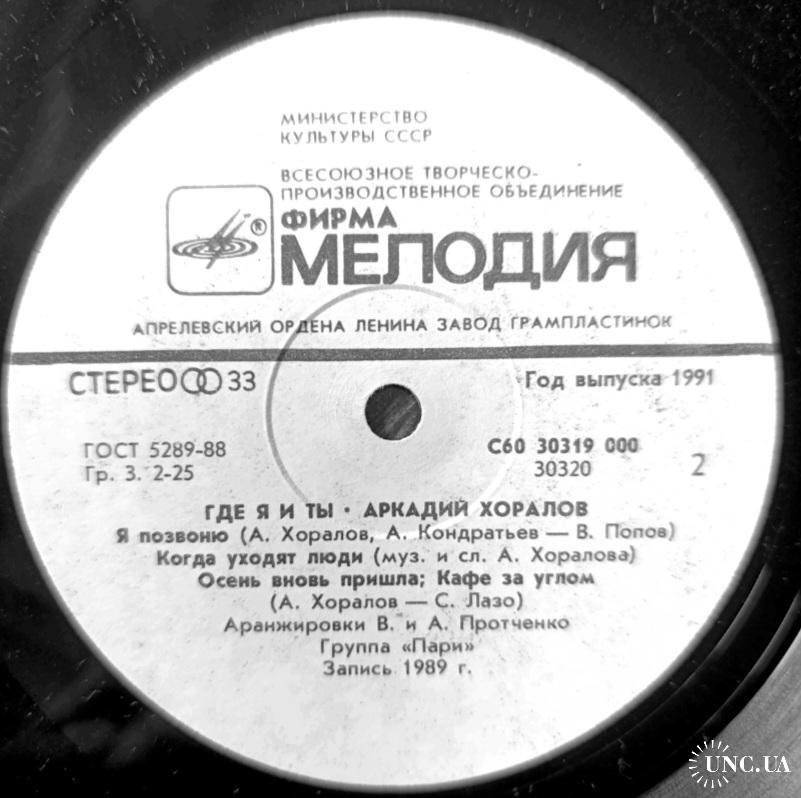 МИНИСТЕРСТВО
КУЛЬТУРЫ СССР
ВСЕСОЮЗНОЕ ТВОРЧЕСКО-
ПРОИЗВОДСТВЕННОЕ ОБЪЕДИНЕНИЕ
®
ФИРМА
МЕЛОДИЯ
АПРЕЛЕВСКИЙ ОРДЕНА ЛЕНИНА ЗАВОД ГРАМПЛАСТИНОК
СТЕРЕО 33
Год выпуска 1991
ГОСТ 5289-88
Гр. 3. 2-25
С60 30319 000
30320
2
ГДЕ Я И ТЫ • АРКАДИЙ ХОРАЛОВ
Я позвоню (А. Хоралов, А. Кондратьев — В. Попов)
Когда уходят люди (муз. и сл. А. Хоралова)
Осень вновь пришла; Кафе за углом
(А. Хоралов — С. Лазо)
Аранжировки В. и А. Протченко
Группа «Пари»
Запись 1989 г.
UNC.UA